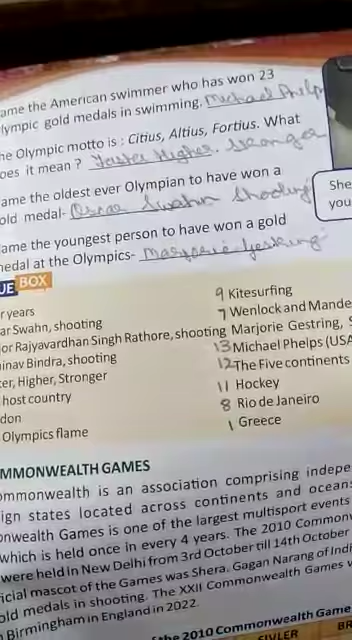 ame the American swimmer who has won 23
lympic gold medals in swimming. Michael Phelp
he Olympic motto is : Citius, Altius, Fortius. What
oes it mean ? Faster Higher. Stronger
ame the oldest ever Olympian to have won a
old medal- Oscar Swahn Shooting
ame the youngest person to have won a gold
nedal at the Olympics- Marjorie Gestring
She
you
UE BOX
r years
ar Swahn, shooting
or Rajyavardhan Singh Rathore, shooting
inav Bindra, shooting
ter, Higher, Stronger
host country
don
Olympics flame
9 Kitesurfing
7 Wenlock and Mande
Marjorie Gestring, S
13 Michael Phelps (USA
12 The Five continents
11 Hockey
8 Rio de Janeiro
1 Greece
MMONWEALTH GAMES
ommonwealth is an association comprising indepe
ign states located across continents and oceans
onwealth Games is one of the largest multisport events
which is held once in every 4 years. The 2010 Common
were held in New Delhi from 3rd October till 14th October
icial mascot of the Games was Shera. Gagan Narang of Indi
old medals in shooting. The XXII Commonwealth Games w
n Birmingham in England in 2022.
the 2010 Commonwealth Game
BR